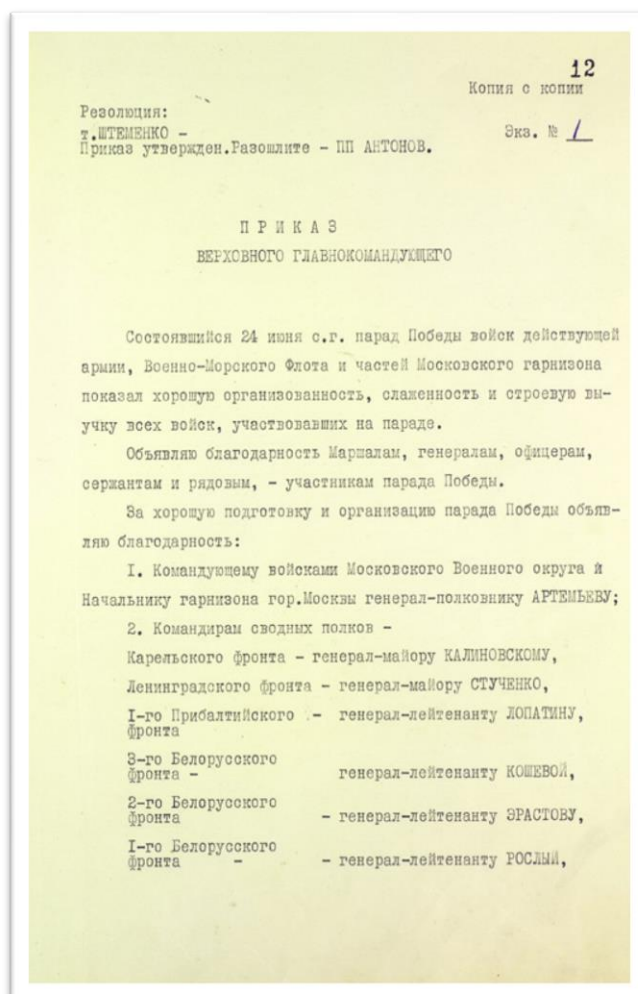 12
Копия с копии
Резолюция:
т.ШТЕМЕНКО -
Экз. № 1
Приказ утвержден.Разошлите - ПП АНТОНОВ.
П Р И К А З
ВЕРХОВНОГО ГЛАВНОКОМАНДУЮЩЕГО
Состоявшийся 24 июня с.г. парад Победы войск действующей
армии, Военно-Морского Флота и частей Московского гарнизона
показал хорошую организованность, слаженность и строевую вы-
учку всех войск, участвовавших на параде.
Объявляю благодарность Маршалам, генералам, офицерам,
сержантам и рядовым, - участникам парада Победы.
За хорошую подготовку и организацию парада Победы объяв-
ляю благодарность:
I. Командующему войсками Московского Военного округа и
Начальнику гарнизона гор.Москвы генерал-полковнику АРТЕМЬЕВУ;
2. Командирам сводных полков -
Карельского фронта - генерал-майору КАЛИНОВСКОМУ,
Ленинградского фронта - генерал-майору СТУЧЕНКО,
I-го Прибалтийского - генерал-лейтенанту ЛОПАТИНУ,
фронта
3-го Белорусского
фронта - генерал-лейтенанту КОШЕВОЙ,
2-го Белорусского
фронта - генерал-лейтенанту ЭРАСТОВУ,
I-го Белорусского
фронта - - генерал-лейтенанту РОСЛЫЙ,